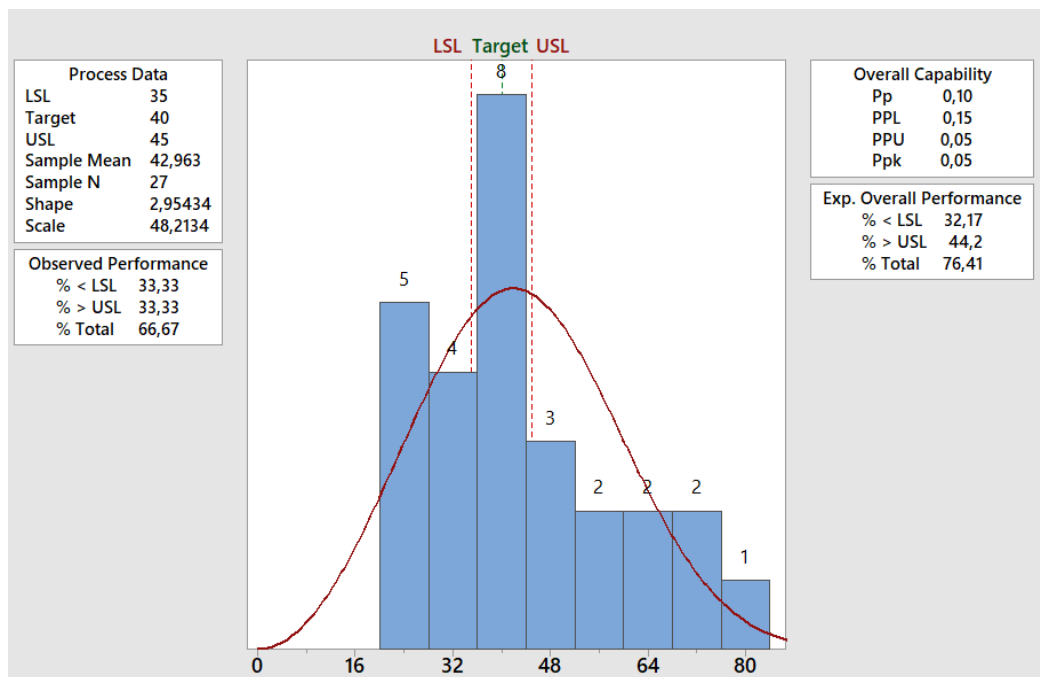 LSL Target USL
Process Data
LSL 35
Target 40
USL 45
Sample Mean 42,963
Sample N 27
Shape 2,95434
Scale 48,2134
Observed Performance
% < LSL 33,33
% > USL 33,33
% Total 66,67
8
5
4
3
2
2
2
1
0 16 32 48 64 80
Overall Capability
Pp 0,10
PPL 0,15
PPU 0,05
Ppk 0,05
Exp. Overall Performance
% < LSL 32,17
% > USL 44,2
% Total 76,41